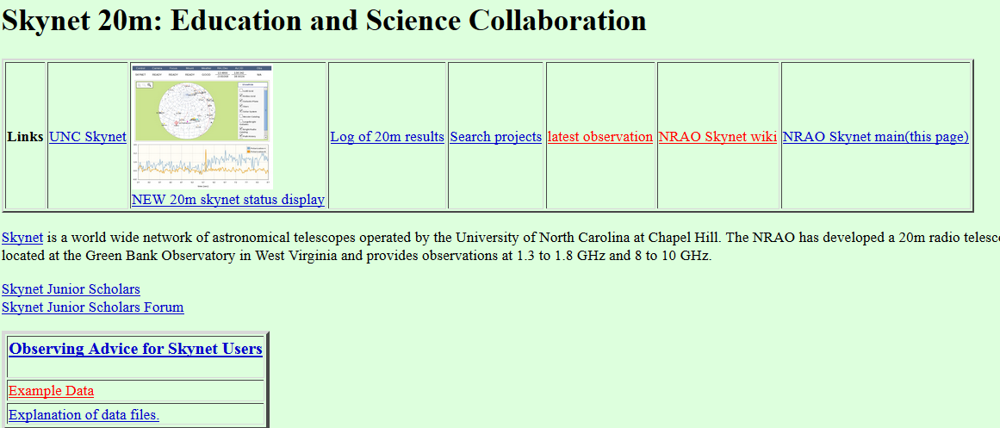 Skynet 20m: Education and Science Collaboration
Links
UNC Skynet
NEW 20m skynet status display
Log of 20m results
Search projects
latest observation
NRAO Skynet wiki
NRAO Skynet main(this page)
Skynet is a world wide network of astronomical telescopes operated by the University of North Carolina at Chapel Hill. The NRAO has developed a 20m radio
located at the Green Bank Observatory in West Virginia and provides observations at 1.3 to 1.8 GHz and 8 to 10 GHz.
Skynet Junior Scholars
Skynet Junior Scholars Forum
Observing Advice for Skynet Users
Example Data
Explanation of data files.